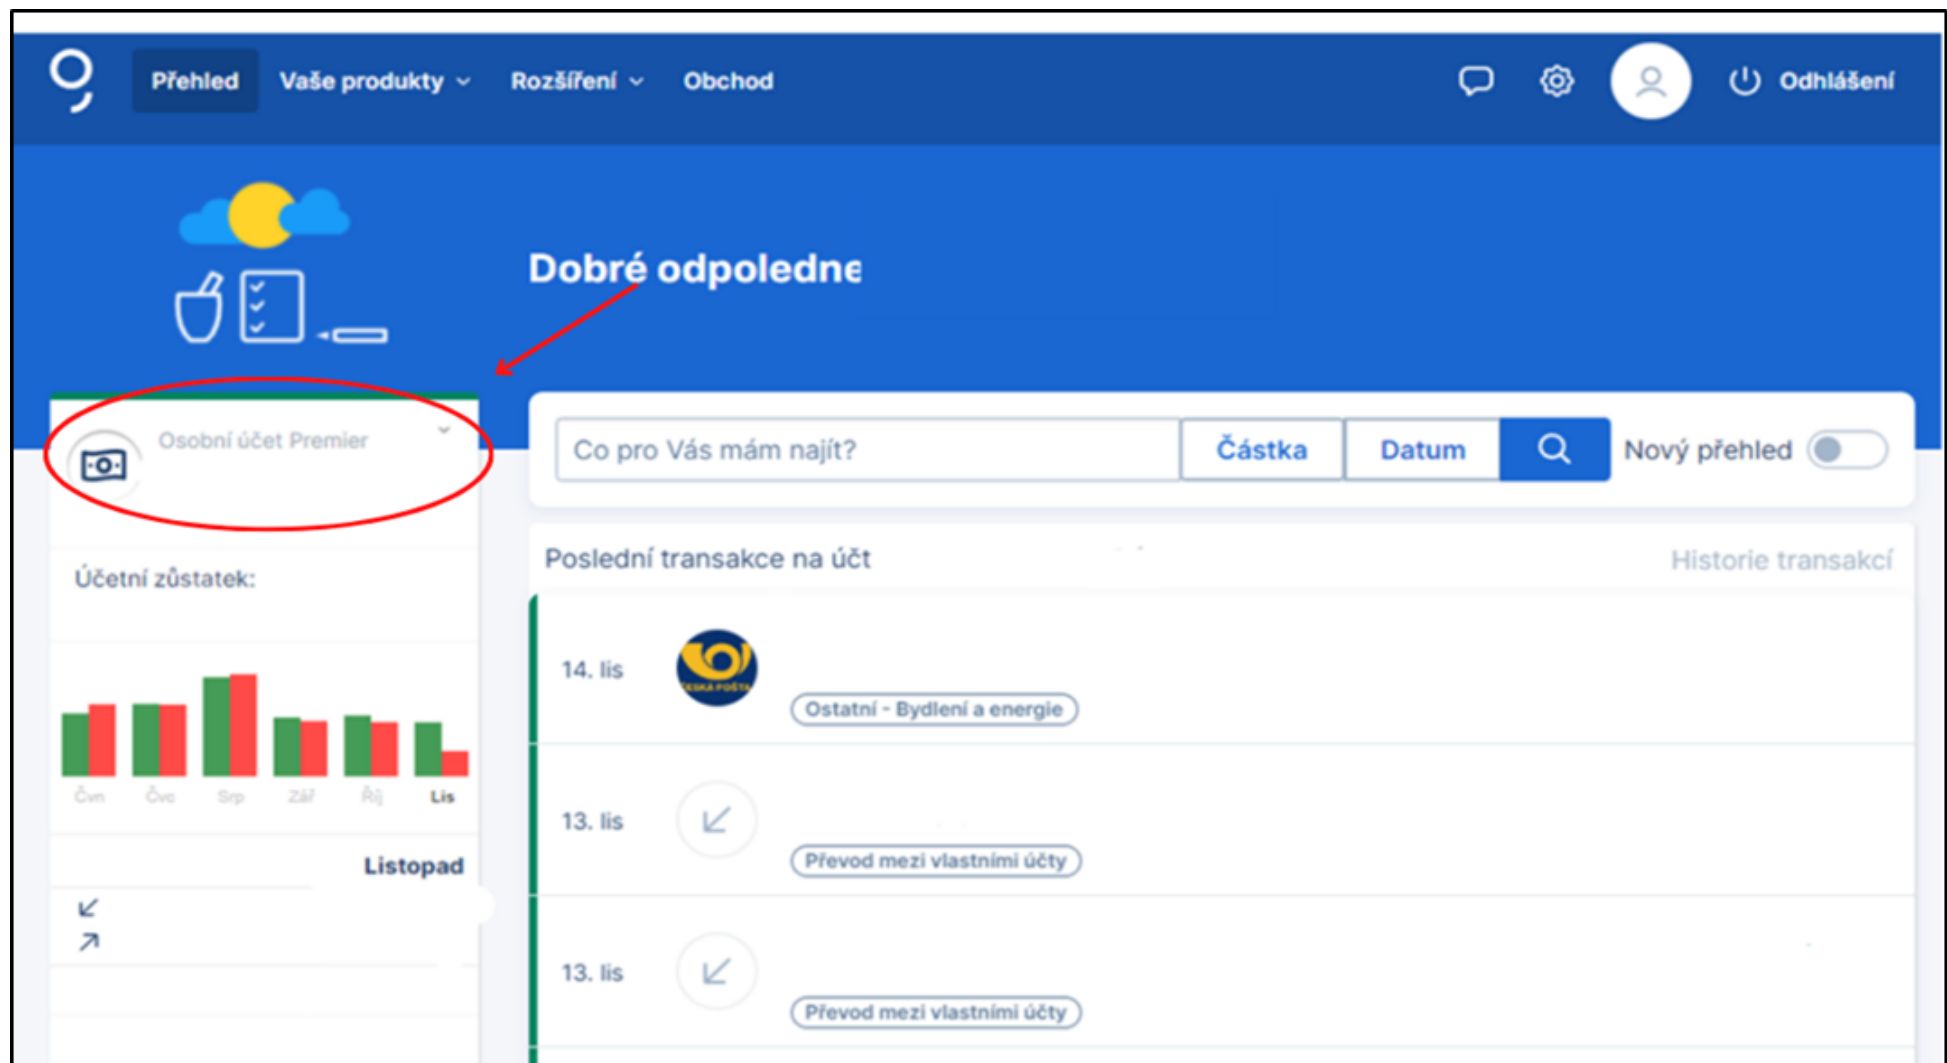 Přehled Vaše produkty Rozšíření Obchod Odhlášení
Dobré odpoledne
Osobní účet Premier
Co pro Vás mám najít? Částka Datum Nový přehled
Účetní zůstatek:
Poslední transakce na účt Historie transakcí
14. lis
ČESKÁ POŠTA
Ostatní - Bydlení a energie
Čvn Čvc Srp Zář Říj Lis
13. lis
Převod mezi vlastními účty
Listopad
13. lis
Převod mezi vlastními účty